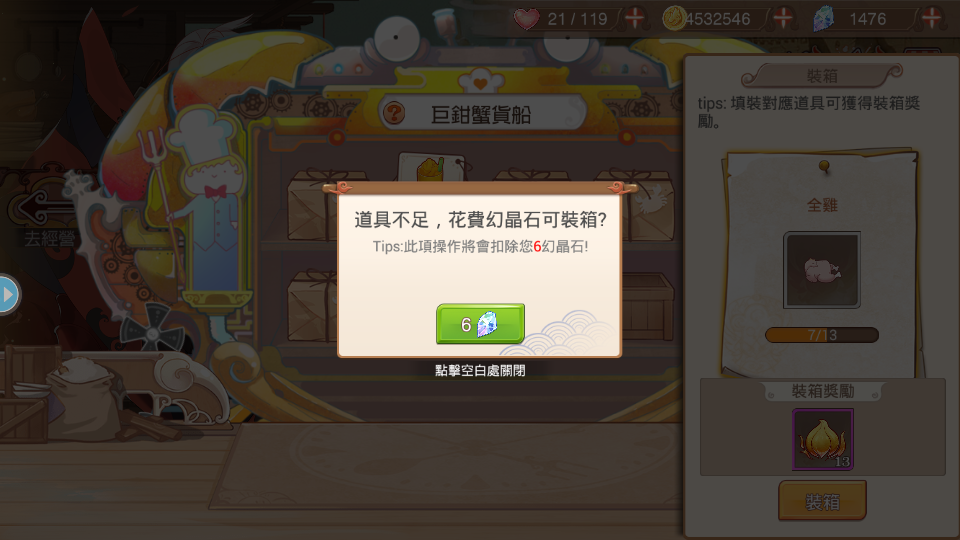 21 / 119
4532546
1476
裝箱
tips: 填裝對應道具可獲得裝箱獎
勵。
?
巨鉗蟹貨船
去經營
道具不足，花費幻晶石可裝箱?
Tips:此項操作將會扣除您6幻晶石!
6
點擊空白處關閉
全雞
7/13
裝箱獎勵
13
裝箱